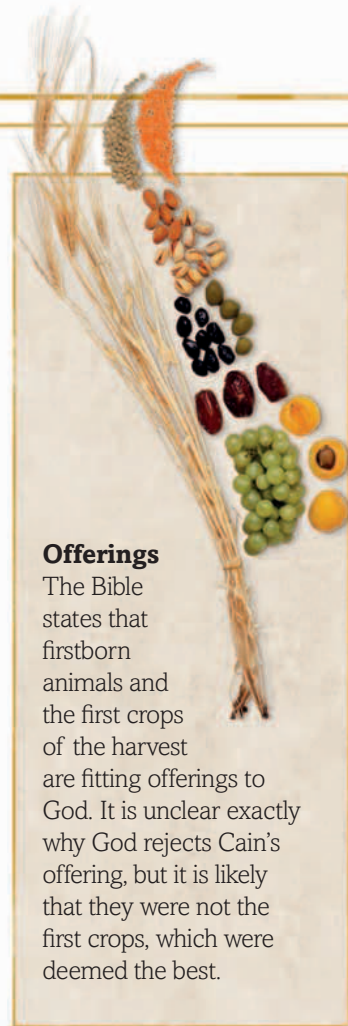 Offerings
The Bible
states that
firstborn
animals and
the first crops
of the harvest
are fitting offerings to
God. It is unclear exactly
why God rejects Cain’s
offering, but it is likely
that they were not the
first crops, which were
deemed the best.